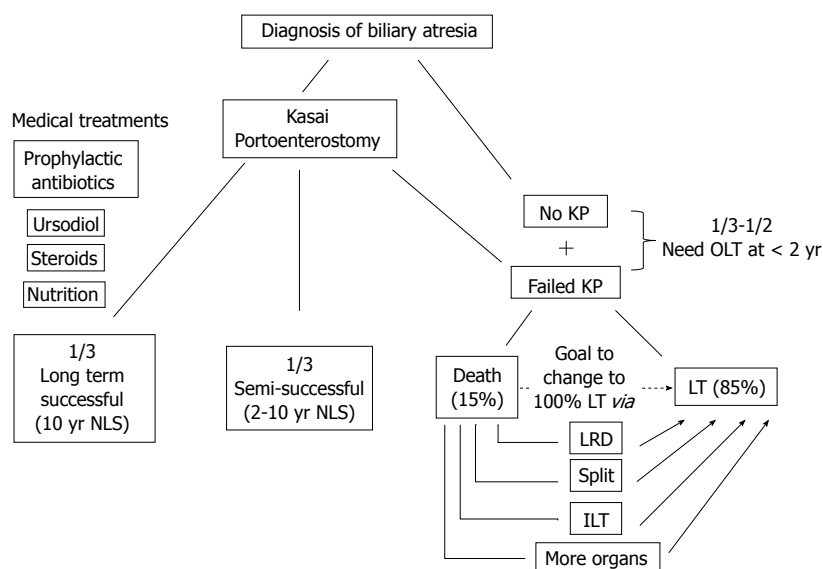 Diagnosis of biliary atresia
Kasai
Portoenterostomy
Medical treatments
Prophylactic
antibiotics
Ursodiol
Steroids
Nutrition
No KP
+
Failed KP
1/3-1/2
Need OLT at < 2 yr
1/3
Long term
successful
(10 yr NLS)
1/3
Semi-successful
(2-10 yr NLS)
Death
(15%)
Goal to
change to
100% LT via
LT (85%)
LRD
Split
ILT
More organs